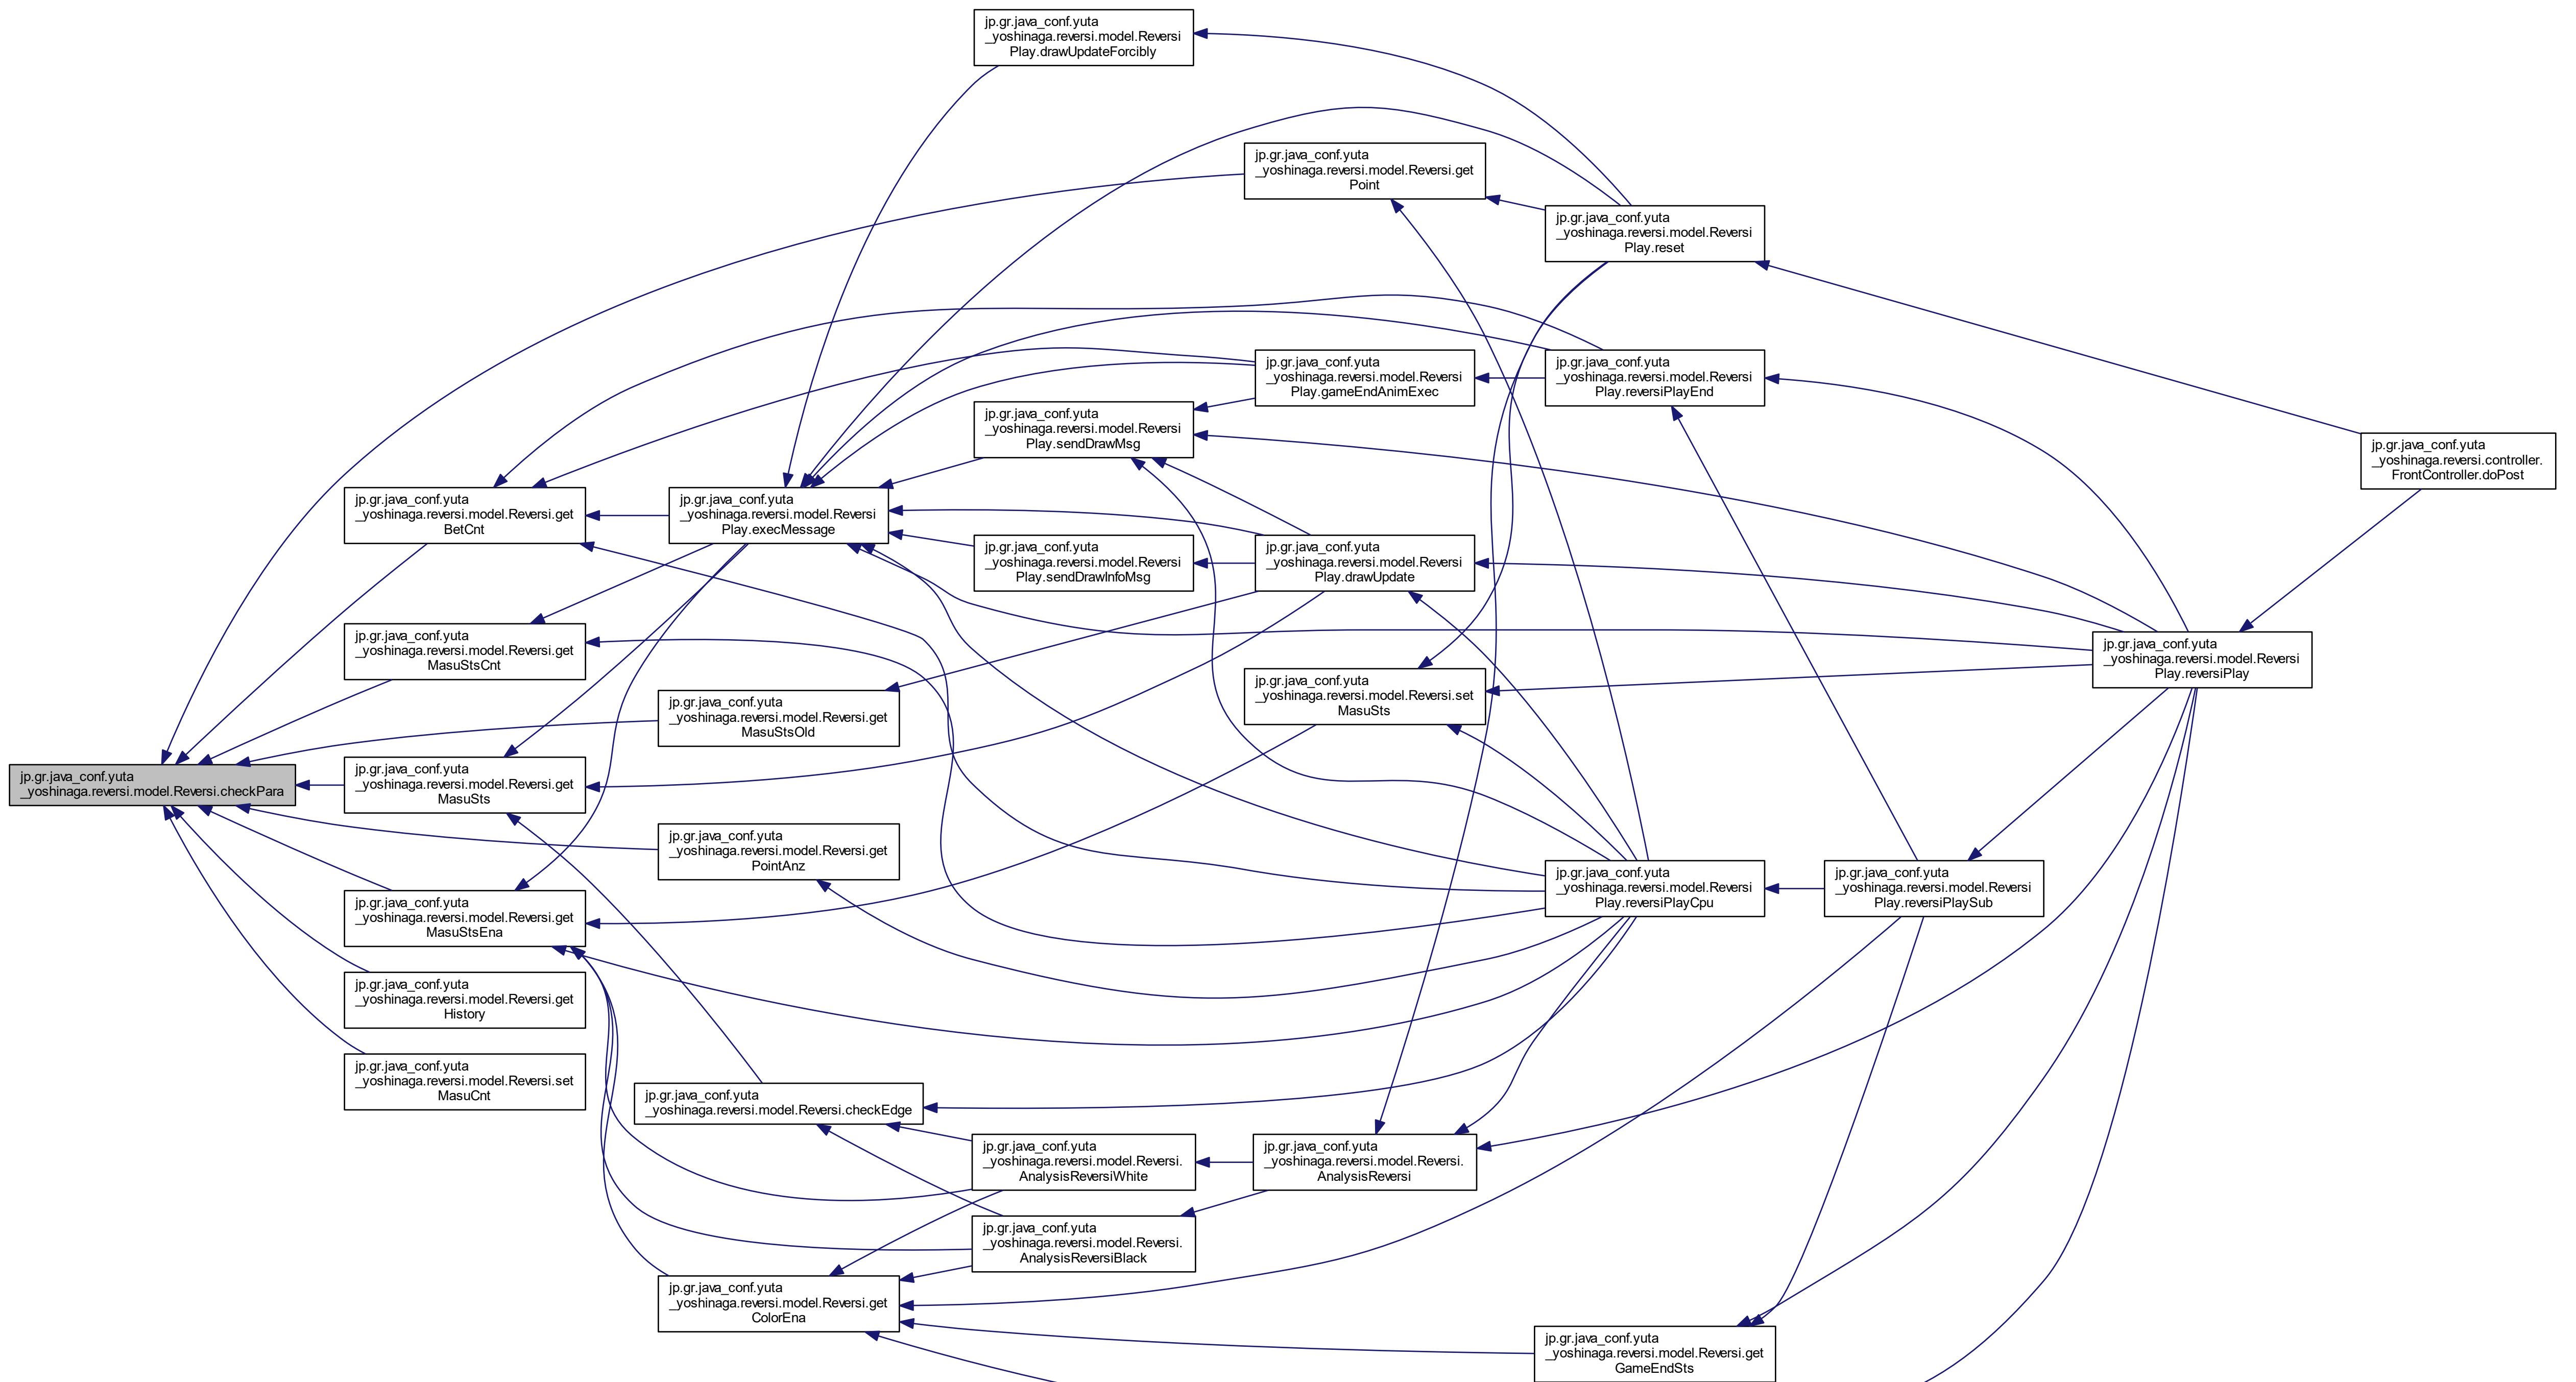 jp.gr.java_conf.yuta
_yoshinaga.reversi.model.Reversi
Play.drawUpdateForcibly
jp.gr.java_conf.yuta
_yoshinaga.reversi.model.Reversi.get
Point
jp.gr.java_conf.yuta
_yoshinaga.reversi.model.Reversi
Play.reset
jp.gr.java_conf.yuta
_yoshinaga.reversi.model.Reversi
Play.gameEndAnimExec
jp.gr.java_conf.yuta
_yoshinaga.reversi.model.Reversi
Play.reversiPlayEnd
jp.gr.java_conf.yuta
_yoshinaga.reversi.model.Reversi
Play.sendDrawMsg
jp.gr.java_conf.yuta
_yoshinaga.reversi.controller.
FrontController.doPost
jp.gr.java_conf.yuta
_yoshinaga.reversi.model.Reversi.get
BetCnt
jp.gr.java_conf.yuta
_yoshinaga.reversi.model.Reversi
Play.execMessage
jp.gr.java_conf.yuta
_yoshinaga.reversi.model.Reversi
Play.sendDrawInfoMsg
jp.gr.java_conf.yuta
_yoshinaga.reversi.model.Reversi
Play.drawUpdate
jp.gr.java_conf.yuta
_yoshinaga.reversi.model.Reversi.get
MasuStsCnt
jp.gr.java_conf.yuta
_yoshinaga.reversi.model.Reversi
Play.reversiPlay
jp.gr.java_conf.yuta
_yoshinaga.reversi.model.Reversi.set
MasuSts
jp.gr.java_conf.yuta
_yoshinaga.reversi.model.Reversi.get
MasuStsOld
jp.gr.java_conf.yuta
_yoshinaga.reversi.model.Reversi.checkPara
jp.gr.java_conf.yuta
_yoshinaga.reversi.model.Reversi.get
MasuSts
jp.gr.java_conf.yuta
_yoshinaga.reversi.model.Reversi.get
PointAnz
jp.gr.java_conf.yuta
_yoshinaga.reversi.model.Reversi
Play.reversiPlayCpu
jp.gr.java_conf.yuta
_yoshinaga.reversi.model.Reversi
Play.reversiPlaySub
jp.gr.java_conf.yuta
_yoshinaga.reversi.model.Reversi.get
MasuStsEna
jp.gr.java_conf.yuta
_yoshinaga.reversi.model.Reversi.get
History
jp.gr.java_conf.yuta
_yoshinaga.reversi.model.Reversi.set
MasuCnt
jp.gr.java_conf.yuta
_yoshinaga.reversi.model.Reversi.checkEdge
jp.gr.java_conf.yuta
_yoshinaga.reversi.model.Reversi.
AnalysisReversiWhite
jp.gr.java_conf.yuta
_yoshinaga.reversi.model.Reversi.
AnalysisReversi
jp.gr.java_conf.yuta
_yoshinaga.reversi.model.Reversi.
AnalysisReversiBlack
jp.gr.java_conf.yuta
_yoshinaga.reversi.model.Reversi.get
ColorEna
jp.gr.java_conf.yuta
_yoshinaga.reversi.model.Reversi.get
GameEndSts